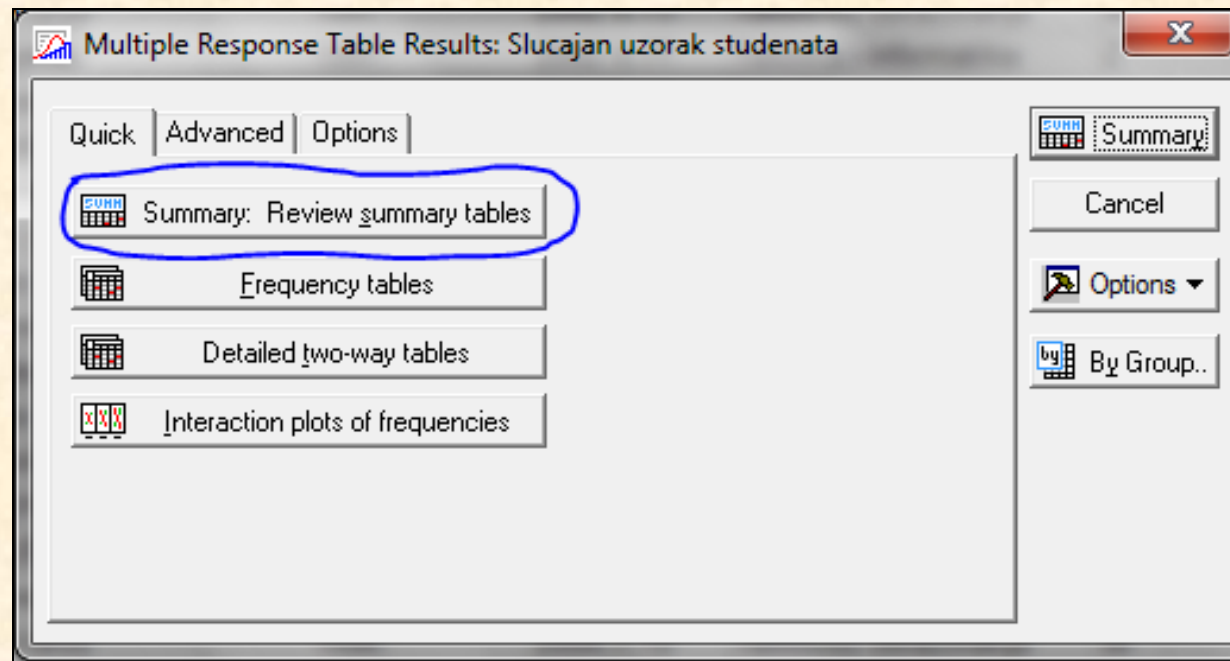 Multiple Response Table Results: Slucajan uzorak studenata
Quick Advanced Options
Summary: Review summary tables
Frequency tables
Detailed two-way tables
Interaction plots of frequencies
Summary
Cancel
Options
By Group..